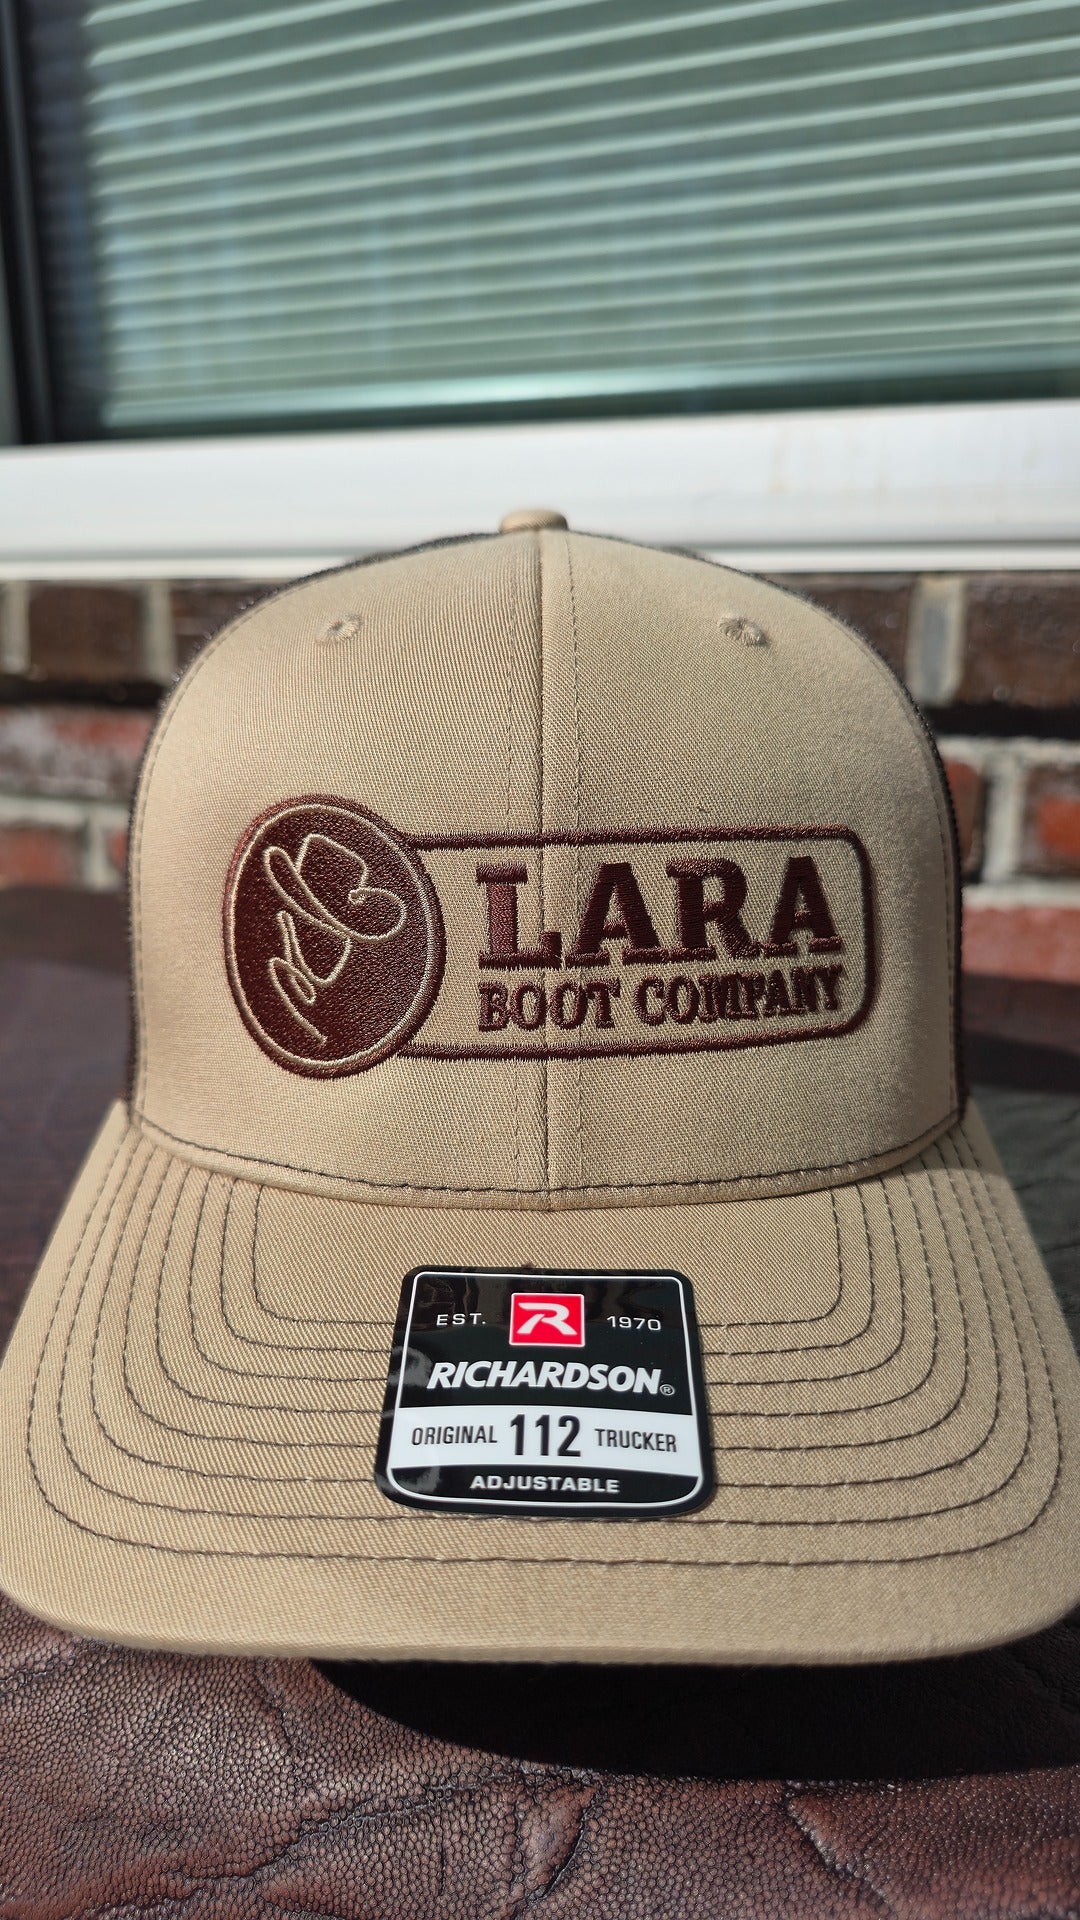 LARA
BOOT COMPANY
EST. R 1970
RICHARDSON®
ORIGINAL 112 TRUCKER
ADJUSTABLE